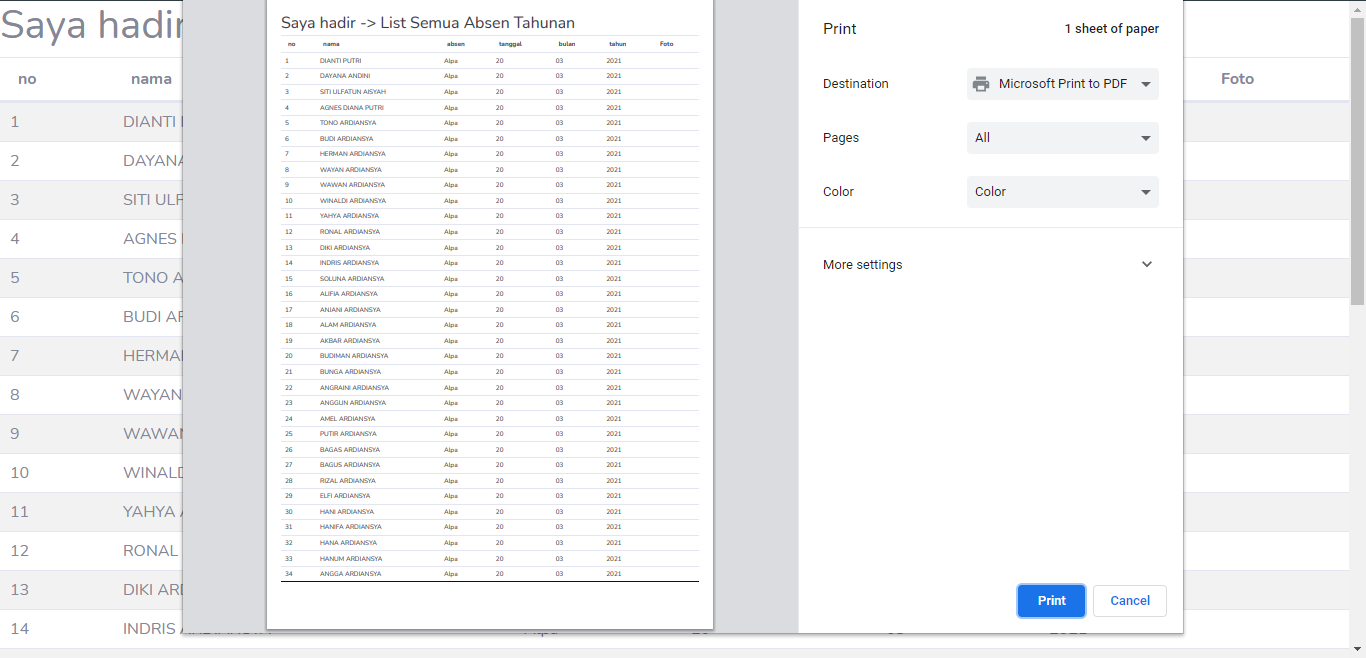 Saya hadir
no nama Foto
1 DIANTI
2 DAYANA
3 SITI ULF
4 AGNES
5 TONO A
6 BUDI AR
7 HERMA
8 WAYAN
9 WAWAN
10 WINALD
11 YAHYA
12 RONAL
13 DIKI ARD
14 INDRIS
Saya hadir -> List Semua Absen Tahunan
no nama absen tanggal bulan tahun Foto
1 DIANTI PUTRI Alpa 20 03 2021
2 DAYANA ANDINI Alpa 20 03 2021
3 SITI ULFATUN AISYAH Alpa 20 03 2021
4 AGNES DIANA PUTRI Alpa 20 03 2021
5 TONO ARDIANSYA Alpa 20 03 2021
6 BUDI ARDIANSYA Alpa 20 03 2021
7 HERMAN ARDIANSYA Alpa 20 03 2021
8 WAYAN ARDIANSYA Alpa 20 03 2021
9 WAWAN ARDIANSYA Alpa 20 03 2021
10 WINALDI ARDIANSYA Alpa 20 03 2021
11 YAHYA ARDIANSYA Alpa 20 03 2021
12 RONAL ARDIANSYA Alpa 20 03 2021
13 DIKI ARDIANSYA Alpa 20 03 2021
14 INDRIS ARDIANSYA Alpa 20 03 2021
15 SOLUNA ARDIANSYA Alpa 20 03 2021
16 ALIFIA ARDIANSYA Alpa 20 03 2021
17 ANJANI ARDIANSYA Alpa 20 03 2021
18 ALAM ARDIANSYA Alpa 20 03 2021
19 AKBAR ARDIANSYA Alpa 20 03 2021
20 BUDIMAN ARDIANSYA Alpa 20 03 2021
21 BUNGA ARDIANSYA Alpa 20 03 2021
22 ANGRAINI ARDIANSYA Alpa 20 03 2021
23 ANGGUN ARDIANSYA Alpa 20 03 2021
24 AMEL ARDIANSYA Alpa 20 03 2021
25 PUTIR ARDIANSYA Alpa 20 03 2021
26 BAGAS ARDIANSYA Alpa 20 03 2021
27 BAGUS ARDIANSYA Alpa 20 03 2021
28 RIZAL ARDIANSYA Alpa 20 03 2021
29 ELFI ARDIANSYA Alpa 20 03 2021
30 HANI ARDIANSYA Alpa 20 03 2021
31 HANIFA ARDIANSYA Alpa 20 03 2021
32 HANA ARDIANSYA Alpa 20 03 2021
33 HANUM ARDIANSYA Alpa 20 03 2021
34 ANGGA ARDIANSYA Alpa 20 03 2021
Print 1 sheet of paper
Destination Microsoft Print to PDF
Pages All
Color Color
More settings
Print Cancel